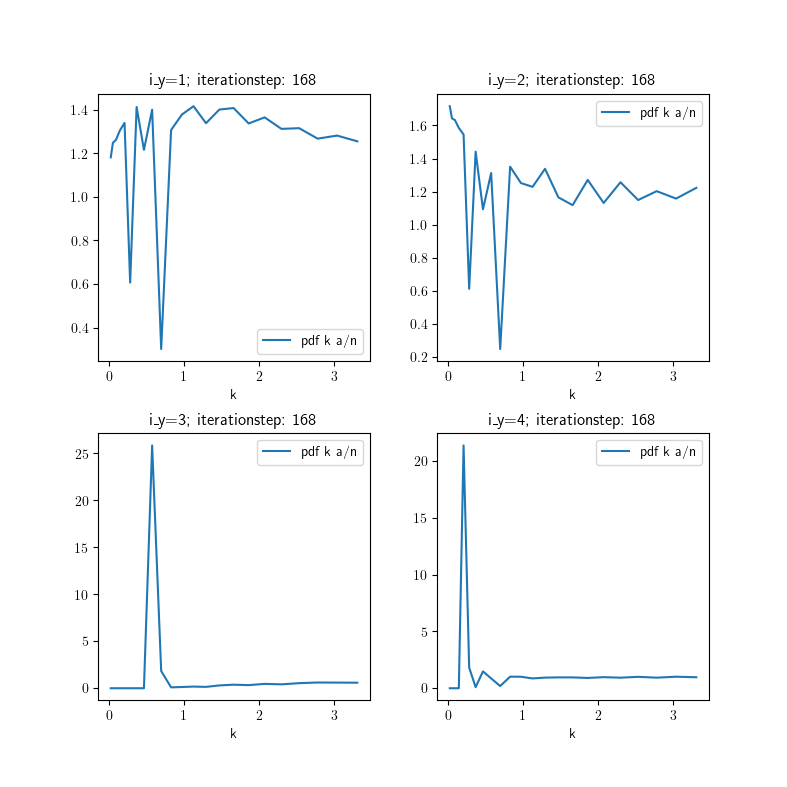 i_y=1; iterationstep: 168
1.4
1.2
1.0
0.8
0.6
0.4
pdf k a/n
0 1 2 3
k
i_y=2; iterationstep: 168
1.6
1.4
1.2
1.0
0.8
0.6
0.4
0.2
pdf k a/n
0 1 2 3
k
i_y=3; iterationstep: 168
25
20
15
10
5
0
pdf k a/n
0 1 2 3
k
i_y=4; iterationstep: 168
20
15
10
5
0
pdf k a/n
0 1 2 3
k